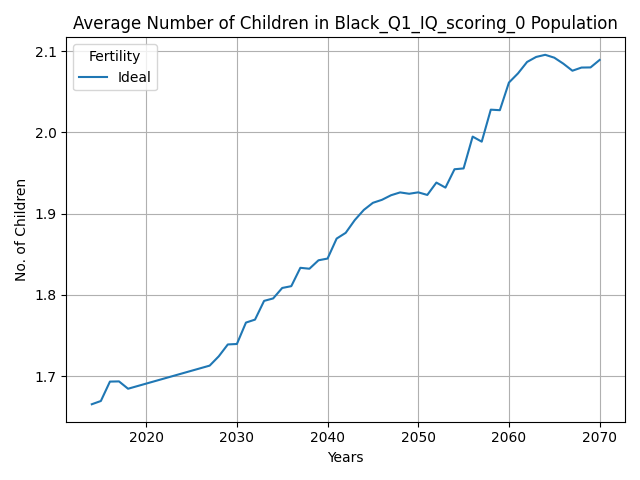 Average Number of Children in Black_Q1_IQ_scoring_0 Population
Fertility
Ideal
No. of Children
2.1
2.0
1.9
1.8
1.7
2020 2030 2040 2050 2060 2070
Years